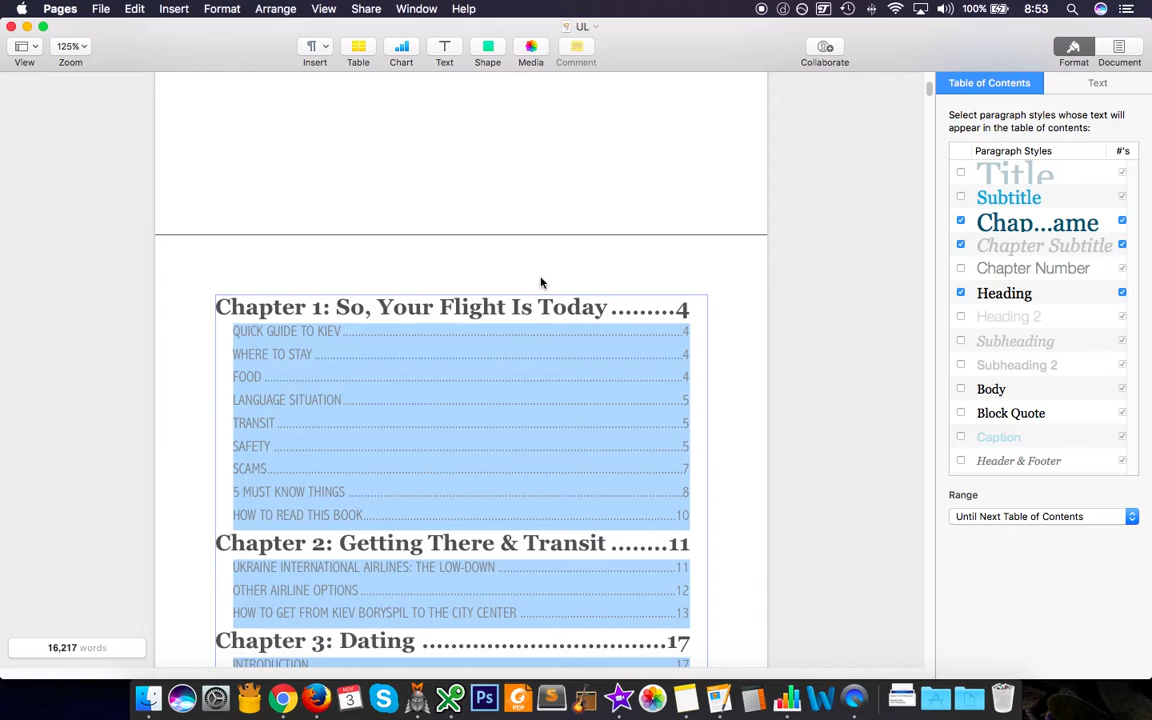 Pages File Edit Insert Format Arrange View Share Window Help 100% 8:53
UL
125%
View Zoom Insert Table Chart Text Shape Media Comment Collaborate Format Document
Table of Contents Text
Select paragraph styles whose text will
appear in the table of contents:
Paragraph Styles #'s
Title
Subtitle
Chap...ame
Chapter Subtitle
Chapter Number
Heading
Heading 2
Subheading
Subheading 2
Body
Block Quote
Caption
Header & Footer
Range
Until Next Table of Contents
Chapter 1: So, Your Flight Is Today .........4
QUICK GUIDE TO KIEV 4
WHERE TO STAY 4
FOOD 4
LANGUAGE SITUATION 5
TRANSIT 5
SAFETY 5
SCAMS 7
5 MUST KNOW THINGS 8
HOW TO READ THIS BOOK 10
Chapter 2: Getting There & Transit ........11
UKRAINE INTERNATIONAL AIRLINES: THE LOW-DOWN 11
OTHER AIRLINE OPTIONS 12
HOW TO GET FROM KIEV BORYSPIL TO THE CITY CENTER 13
Chapter 3: Dating ..............................17
INTRODUCTION 17
16,217 words
NOV
3
Ps
PDF
S
W